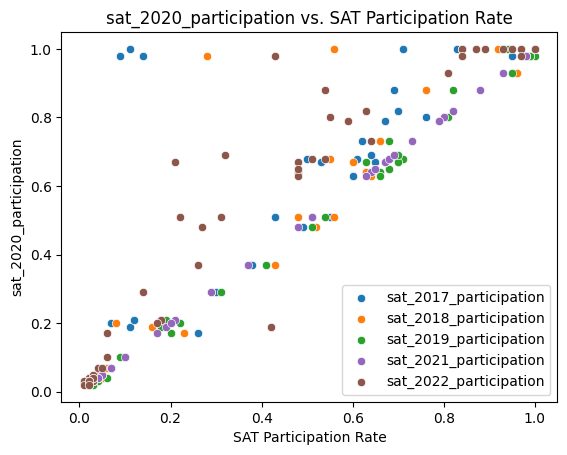 sat_2020_participation vs. SAT Participation Rate
1.0
0.8
0.6
0.4
0.2
0.0
sat_2020_participation
sat_2017_participation
sat_2018_participation
sat_2019_participation
sat_2021_participation
sat_2022_participation
0.0 0.2 0.4 0.6 0.8 1.0
SAT Participation Rate